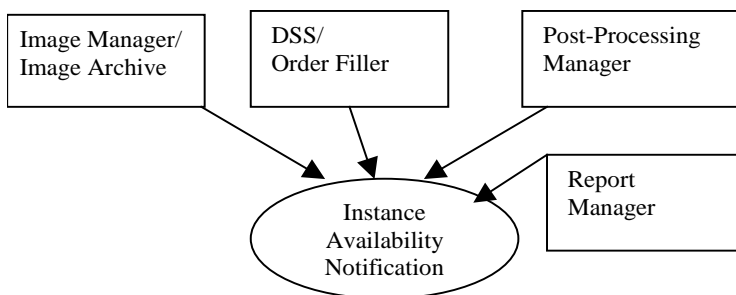 Image Manager/
Image Archive
DSS/
Order Filler
Post-Processing
Manager
Report
Manager
Instance
Availability
Notification